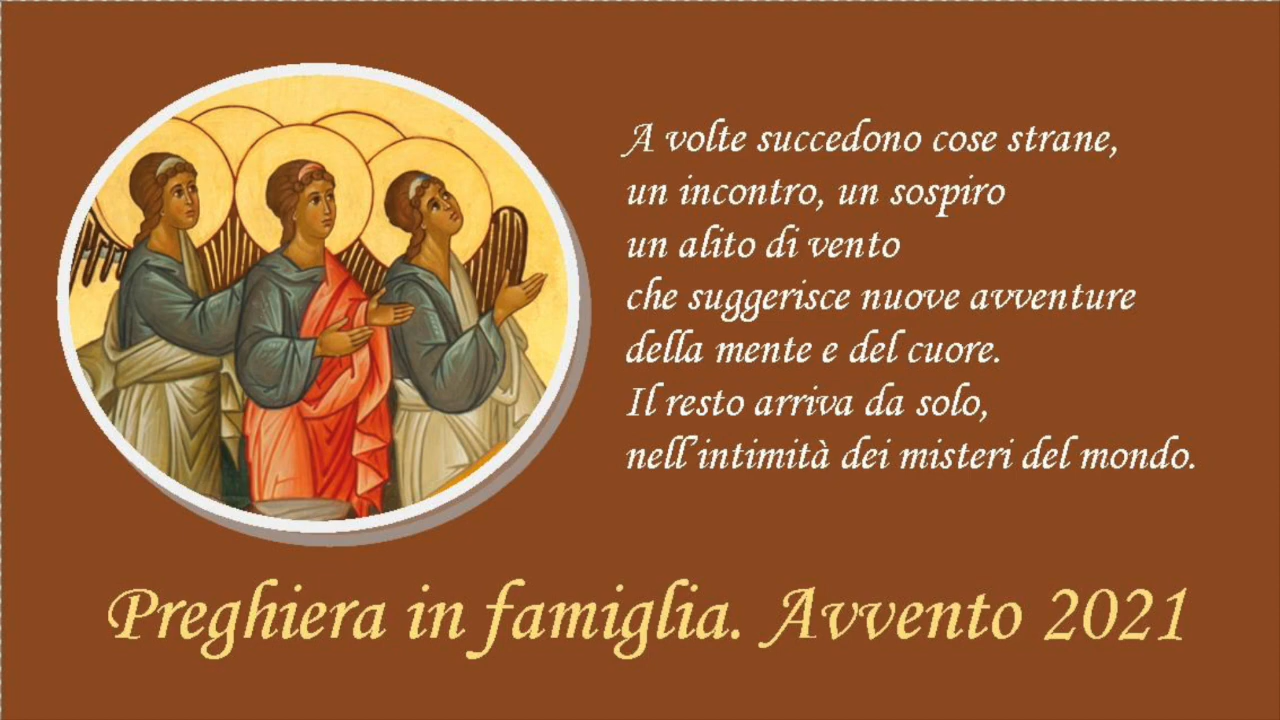 A volte succedono cose strane,
un incontro, un sospiro
un alito di vento
che suggerisce nuove avventure
della mente e del cuore.
Il resto arriva da solo,
nell'intimità dei misteri del mondo.
Preghiera in famiglia. Avvento 2021